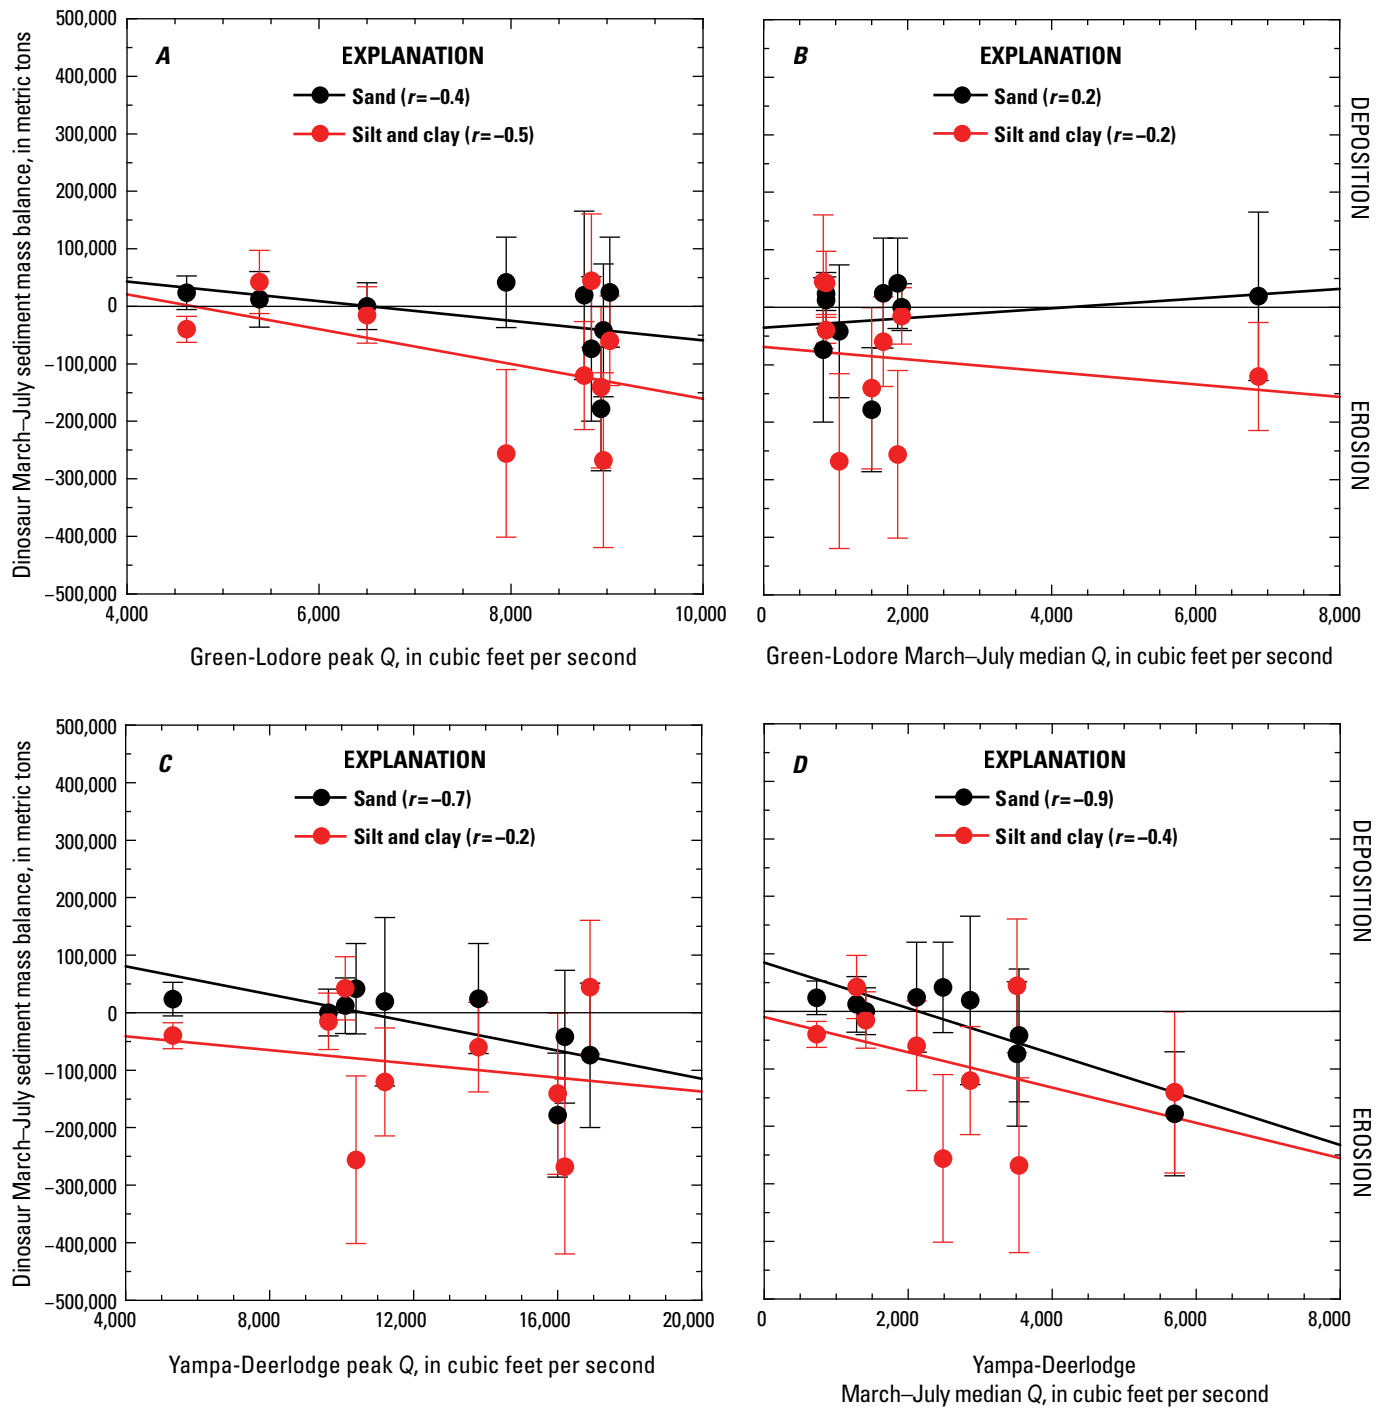 A
EXPLANATION
Sand (r=–0.4)
Silt and clay (r=–0.5)
500,000
400,000
300,000
200,000
100,000
0
–100,000
–200,000
–300,000
–400,000
–500,000
Dinosaur March–July sediment mass balance, in metric tons
4,000 6,000 8,000 10,000
Green-Lodore peak Q, in cubic feet per second
B
EXPLANATION
Sand (r=0.2)
Silt and clay (r=–0.2)
DEPOSITION
EROSION
0 2,000 4,000 6,000 8,000
Green-Lodore March–July median Q, in cubic feet per second
C
EXPLANATION
Sand (r=–0.7)
Silt and clay (r=–0.2)
500,000
400,000
300,000
200,000
100,000
0
–100,000
–200,000
–300,000
–400,000
–500,000
Dinosaur March–July sediment mass balance, in metric tons
4,000 8,000 12,000 16,000 20,000
Yampa-Deerlodge peak Q, in cubic feet per second
D
EXPLANATION
Sand (r=–0.9)
Silt and clay (r=–0.4)
DEPOSITION
EROSION
0 2,000 4,000 6,000 8,000
Yampa-Deerlodge
March–July median Q, in cubic feet per second